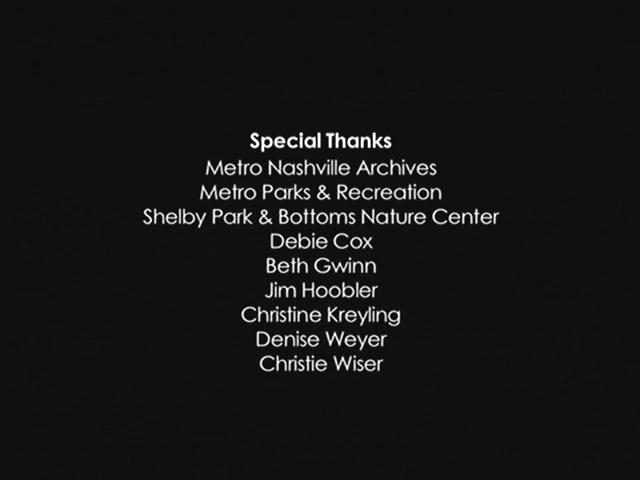 Special Thanks
Metro Nashville Archives
Metro Parks & Recreation
Shelby Park & Bottoms Nature Center
Debie Cox
Beth Gwinn
Jim Hoobler
Christine Kreyling
Denise Weyer
Christie Wiser